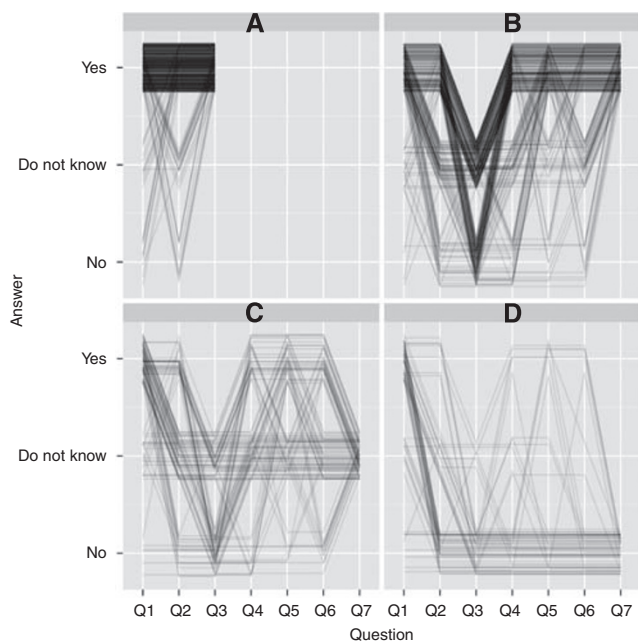 A
B
Yes
Do not know
No
C
D
Yes
Do not know
No
Answer
Q1 Q2 Q3 Q4 Q5 Q6 Q7 Q1 Q2 Q3 Q4 Q5 Q6 Q7
Question